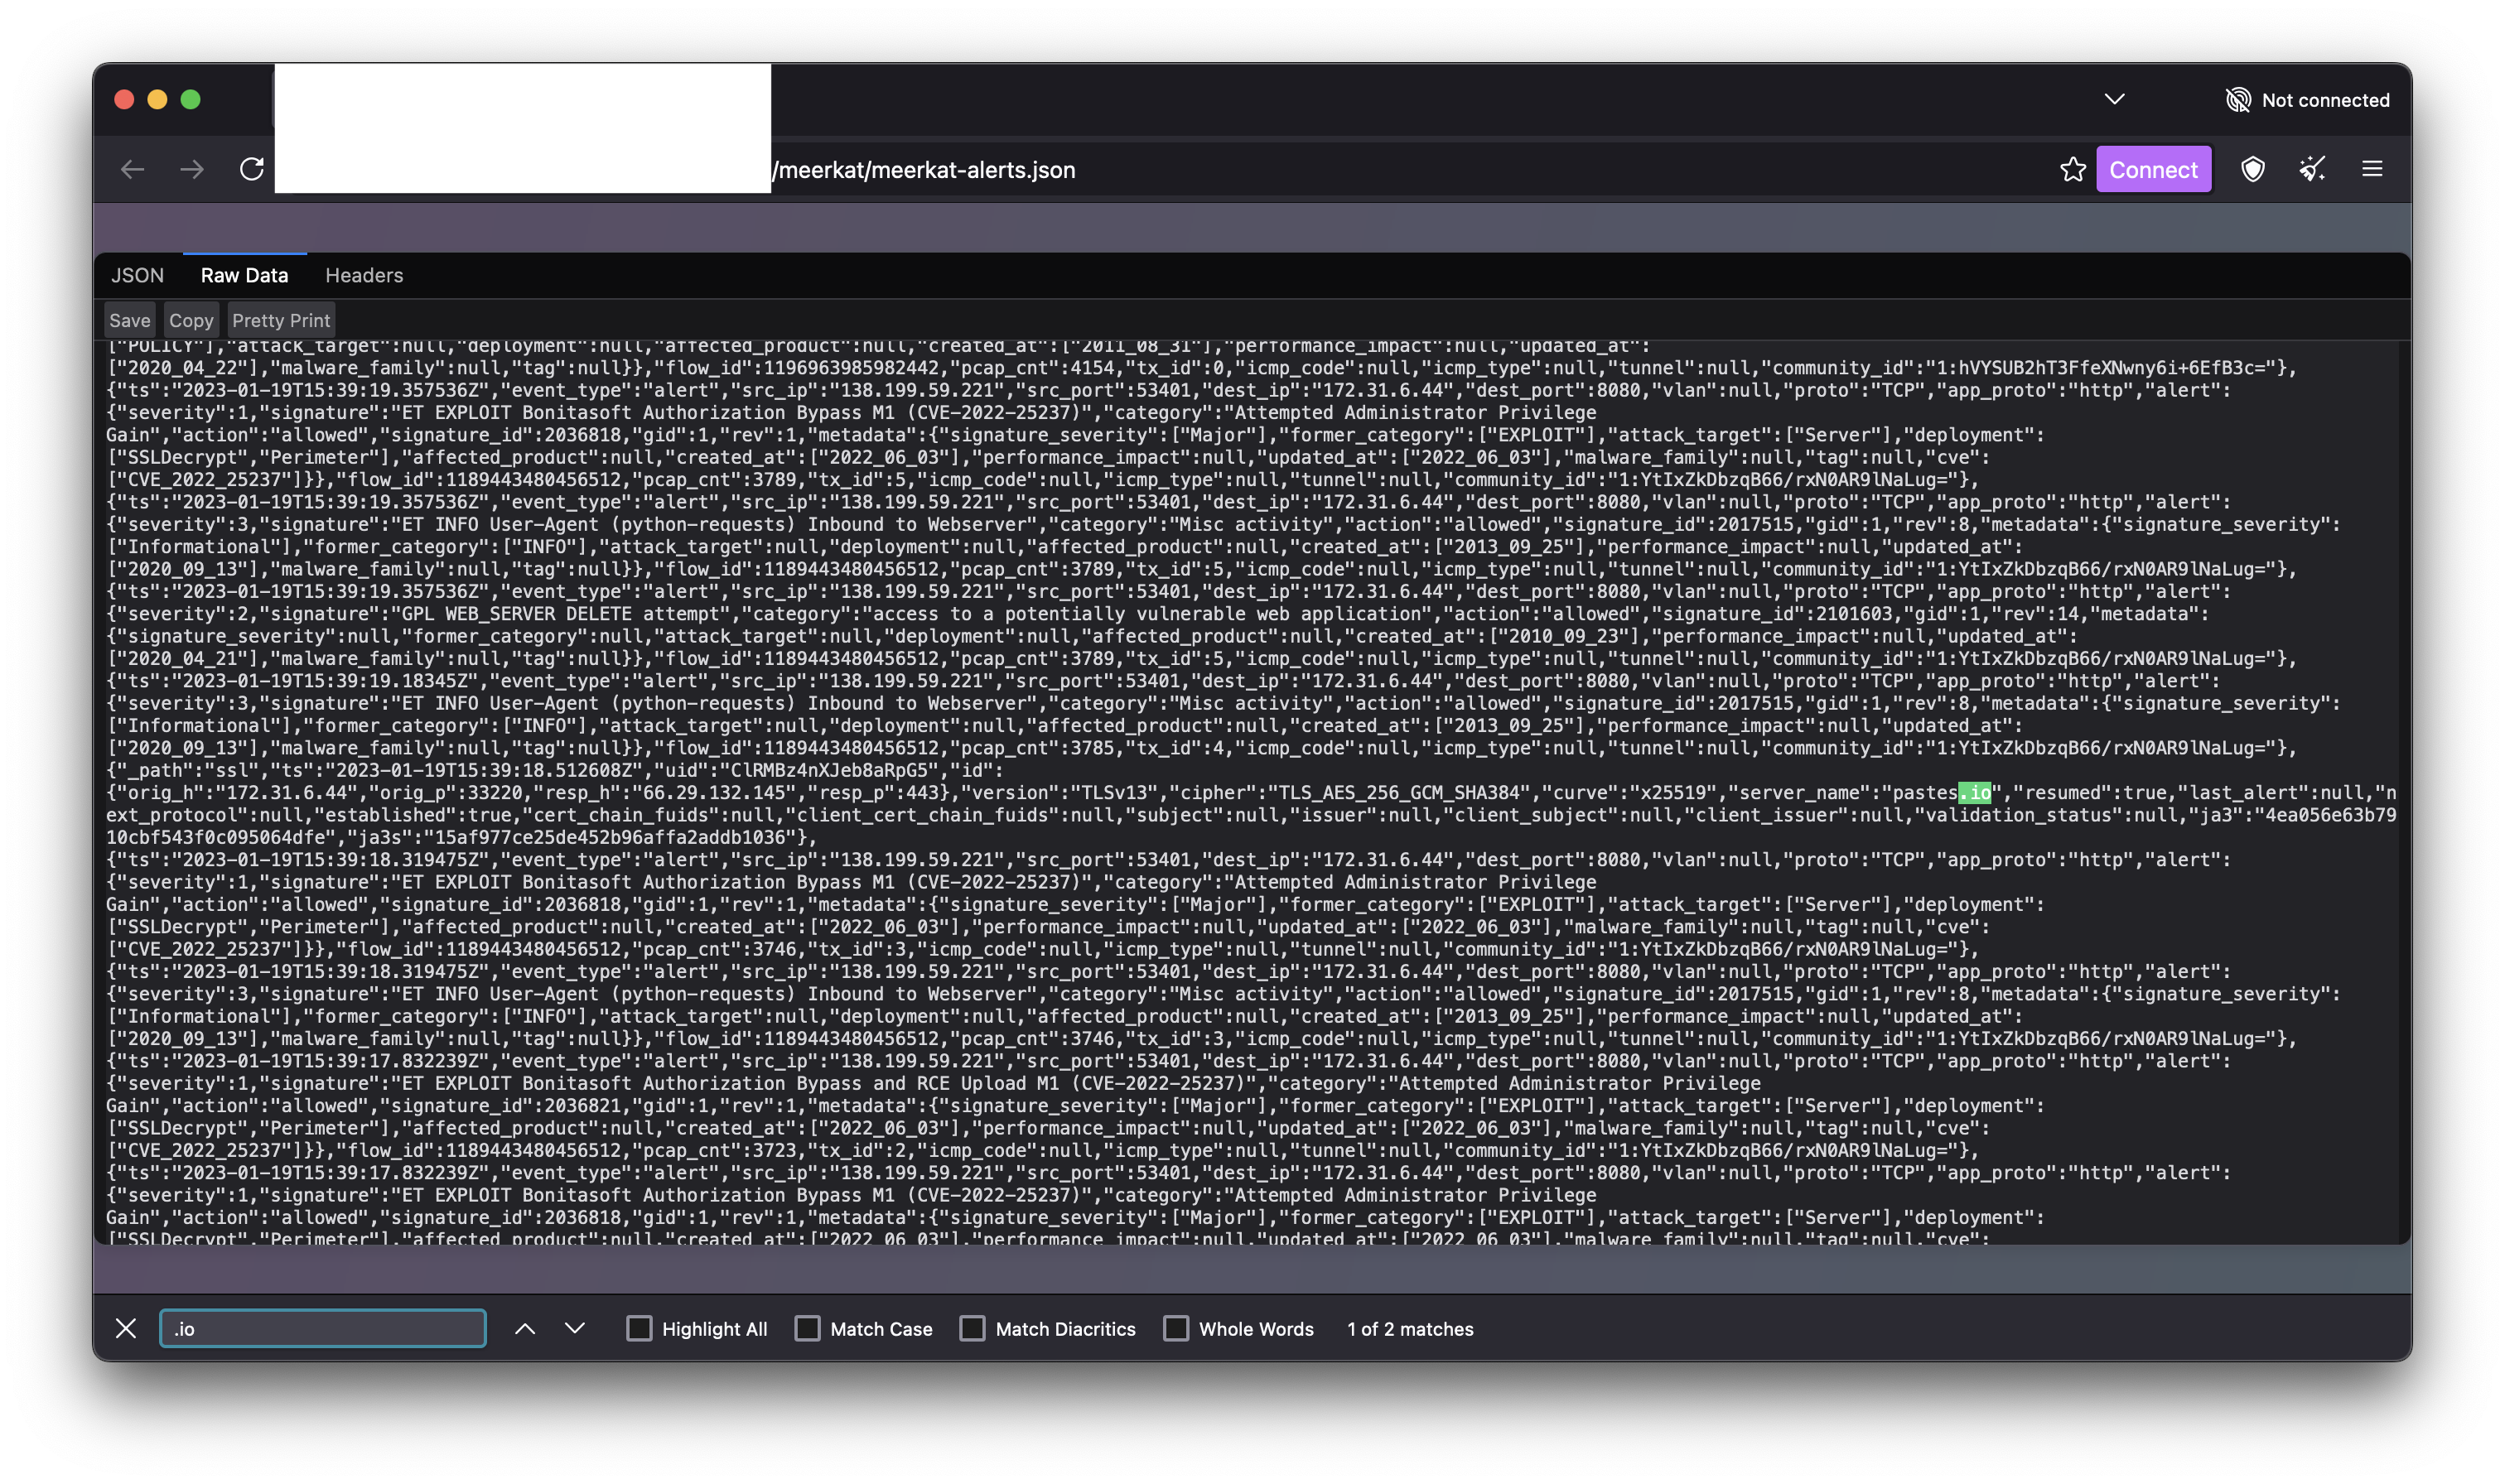 Not connected
/meerkat/meerkat-alerts.json
Connect
JSON Raw Data Headers
Save Copy Pretty Print
["POLICY"],"attack_target":null,"deployment":null,"affected_product":null,"created_at":["2011_08_31"],"performance_impact":null,"updated_at":
["2020_04_22"],"malware_family":null,"tag":null}},"flow_id":1196963985982442,"pcap_cnt":4154,"tx_id":0,"icmp_code":null,"icmp_type":null,"tunnel":null,"community_id":"1:hVYSUB2hT3FfeXNwny6i+6EfB3c="},
{"ts":"2023-01-19T15:39:19.357536Z","event_type":"alert","src_ip":"138.199.59.221","src_port":53401,"dest_ip":"172.31.6.44","dest_port":8080,"vlan":null,"proto":"TCP","app_proto":"http","alert":
{"severity":1,"signature":"ET EXPLOIT Bonitasoft Authorization Bypass M1 (CVE-2022-25237)","category":"Attempted Administrator Privilege
Gain","action":"allowed","signature_id":2036818,"gid":1,"rev":1,"metadata":{"signature_severity":["Major"],"former_category":["EXPLOIT"],"attack_target":["Server"],"deployment":
["SSLDecrypt","Perimeter"],"affected_product":null,"created_at":["2022_06_03"],"performance_impact":null,"updated_at":["2022_06_03"],"malware_family":null,"tag":null,"cve":
["CVE_2022_25237"]}},"flow_id":1189443480456512,"pcap_cnt":3789,"tx_id":5,"icmp_code":null,"icmp_type":null,"tunnel":null,"community_id":"1:YtIxZkDbzqB66/rxN0AR9lNaLug="},
{"ts":"2023-01-19T15:39:19.357536Z","event_type":"alert","src_ip":"138.199.59.221","src_port":53401,"dest_ip":"172.31.6.44","dest_port":8080,"vlan":null,"proto":"TCP","app_proto":"http","alert":
{"severity":3,"signature":"ET INFO User-Agent (python-requests) Inbound to Webserver","category":"Misc activity","action":"allowed","signature_id":2017515,"gid":1,"rev":8,"metadata":{"signature_severity":
["Informational"],"former_category":["INFO"],"attack_target":null,"deployment":null,"affected_product":null,"created_at":["2013_09_25"],"performance_impact":null,"updated_at":
["2020_09_13"],"malware_family":null,"tag":null}},"flow_id":1189443480456512,"pcap_cnt":3789,"tx_id":5,"icmp_code":null,"icmp_type":null,"tunnel":null,"community_id":"1:YtIxZkDbzqB66/rxN0AR9lNaLug="},
{"ts":"2023-01-19T15:39:19.357536Z","event_type":"alert","src_ip":"138.199.59.221","src_port":53401,"dest_ip":"172.31.6.44","dest_port":8080,"vlan":null,"proto":"TCP","app_proto":"http","alert":
{"severity":2,"signature":"GPL WEB_SERVER DELETE attempt","category":"access to a potentially vulnerable web application","action":"allowed","signature_id":2101603,"gid":1,"rev":14,"metadata":
{"signature_severity":null,"former_category":null,"attack_target":null,"deployment":null,"affected_product":null,"created_at":["2010_09_23"],"performance_impact":null,"updated_at":
["2020_04_21"],"malware_family":null,"tag":null}},"flow_id":1189443480456512,"pcap_cnt":3789,"tx_id":5,"icmp_code":null,"icmp_type":null,"tunnel":null,"community_id":"1:YtIxZkDbzqB66/rxN0AR9lNaLug="},
{"ts":"2023-01-19T15:39:19.18345Z","event_type":"alert","src_ip":"138.199.59.221","src_port":53401,"dest_ip":"172.31.6.44","dest_port":8080,"vlan":null,"proto":"TCP","app_proto":"http","alert":
{"severity":3,"signature":"ET INFO User-Agent (python-requests) Inbound to Webserver","category":"Misc activity","action":"allowed","signature_id":2017515,"gid":1,"rev":8,"metadata":{"signature_severity":
["Informational"],"former_category":["INFO"],"attack_target":null,"deployment":null,"affected_product":null,"created_at":["2013_09_25"],"performance_impact":null,"updated_at":
["2020_09_13"],"malware_family":null,"tag":null}},"flow_id":1189443480456512,"pcap_cnt":3785,"tx_id":4,"icmp_code":null,"icmp_type":null,"tunnel":null,"community_id":"1:YtIxZkDbzqB66/rxN0AR9lNaLug="},
{"_path":"ssl","ts":"2023-01-19T15:39:18.512608Z","uid":"ClRMBz4nXJeb8aRpG5","id":
{"orig_h":"172.31.6.44","orig_p":33220,"resp_h":"66.29.132.145","resp_p":443},"version":"TLSv13","cipher":"TLS_AES_256_GCM_SHA384","curve":"x25519","server_name":"pastes.io","resumed":true,"last_alert":null,"n
ext_protocol":null,"established":true,"cert_chain_fuids":null,"client_cert_chain_fuids":null,"subject":null,"issuer":null,"client_subject":null,"client_issuer":null,"validation_status":null,"ja3":"4ea056e63b79
10cbf543f0c095064dfe","ja3s":"15af977ce25de452b96affa2addb1036"},
{"ts":"2023-01-19T15:39:18.319475Z","event_type":"alert","src_ip":"138.199.59.221","src_port":53401,"dest_ip":"172.31.6.44","dest_port":8080,"vlan":null,"proto":"TCP","app_proto":"http","alert":
{"severity":1,"signature":"ET EXPLOIT Bonitasoft Authorization Bypass M1 (CVE-2022-25237)","category":"Attempted Administrator Privilege
Gain","action":"allowed","signature_id":2036818,"gid":1,"rev":1,"metadata":{"signature_severity":["Major"],"former_category":["EXPLOIT"],"attack_target":["Server"],"deployment":
["SSLDecrypt","Perimeter"],"affected_product":null,"created_at":["2022_06_03"],"performance_impact":null,"updated_at":["2022_06_03"],"malware_family":null,"tag":null,"cve":
["CVE_2022_25237"]}},"flow_id":1189443480456512,"pcap_cnt":3746,"tx_id":3,"icmp_code":null,"icmp_type":null,"tunnel":null,"community_id":"1:YtIxZkDbzqB66/rxN0AR9lNaLug="},
{"ts":"2023-01-19T15:39:18.319475Z","event_type":"alert","src_ip":"138.199.59.221","src_port":53401,"dest_ip":"172.31.6.44","dest_port":8080,"vlan":null,"proto":"TCP","app_proto":"http","alert":
{"severity":3,"signature":"ET INFO User-Agent (python-requests) Inbound to Webserver","category":"Misc activity","action":"allowed","signature_id":2017515,"gid":1,"rev":8,"metadata":{"signature_severity":
["Informational"],"former_category":["INFO"],"attack_target":null,"deployment":null,"affected_product":null,"created_at":["2013_09_25"],"performance_impact":null,"updated_at":
["2020_09_13"],"malware_family":null,"tag":null}},"flow_id":1189443480456512,"pcap_cnt":3746,"tx_id":3,"icmp_code":null,"icmp_type":null,"tunnel":null,"community_id":"1:YtIxZkDbzqB66/rxN0AR9lNaLug="},
{"ts":"2023-01-19T15:39:17.832239Z","event_type":"alert","src_ip":"138.199.59.221","src_port":53401,"dest_ip":"172.31.6.44","dest_port":8080,"vlan":null,"proto":"TCP","app_proto":"http","alert":
{"severity":1,"signature":"ET EXPLOIT Bonitasoft Authorization Bypass and RCE Upload M1 (CVE-2022-25237)","category":"Attempted Administrator Privilege
Gain","action":"allowed","signature_id":2036821,"gid":1,"rev":1,"metadata":{"signature_severity":["Major"],"former_category":["EXPLOIT"],"attack_target":["Server"],"deployment":
["SSLDecrypt","Perimeter"],"affected_product":null,"created_at":["2022_06_03"],"performance_impact":null,"updated_at":["2022_06_03"],"malware_family":null,"tag":null,"cve":
["CVE_2022_25237"]}},"flow_id":1189443480456512,"pcap_cnt":3723,"tx_id":2,"icmp_code":null,"icmp_type":null,"tunnel":null,"community_id":"1:YtIxZkDbzqB66/rxN0AR9lNaLug="},
{"ts":"2023-01-19T15:39:17.832239Z","event_type":"alert","src_ip":"138.199.59.221","src_port":53401,"dest_ip":"172.31.6.44","dest_port":8080,"vlan":null,"proto":"TCP","app_proto":"http","alert":
{"severity":1,"signature":"ET EXPLOIT Bonitasoft Authorization Bypass M1 (CVE-2022-25237)","category":"Attempted Administrator Privilege
Gain","action":"allowed","signature_id":2036818,"gid":1,"rev":1,"metadata":{"signature_severity":["Major"],"former_category":["EXPLOIT"],"attack_target":["Server"],"deployment":
["SSLDecrypt","Perimeter"],"affected_product":null,"created_at":["2022_06_03"],"performance_impact":null,"updated_at":["2022_06_03"],"malware_family":null,"tag":null,"cve":
.io Highlight All Match Case Match Diacritics Whole Words 1 of 2 matches